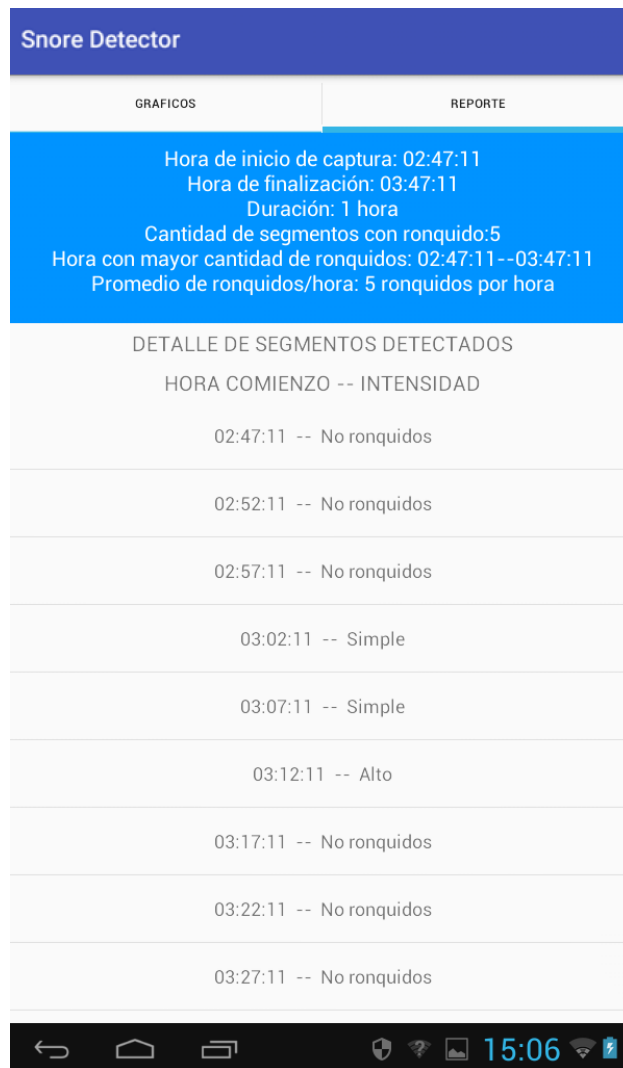 Snore Detector
GRAFICOS
REPORTE
Hora de inicio de captura: 02:47:11
Hora de finalización: 03:47:11
Duración: 1 hora
Cantidad de segmentos con ronquido:5
Hora con mayor cantidad de ronquidos: 02:47:11--03:47:11
Promedio de ronquidos/hora: 5 ronquidos por hora
DETALLE DE SEGMENTOS DETECTADOS
HORA COMIENZO -- INTENSIDAD
02:47:11 -- No ronquidos
02:52:11 -- No ronquidos
02:57:11 -- No ronquidos
03:02:11 -- Simple
03:07:11 -- Simple
03:12:11 -- Alto
03:17:11 -- No ronquidos
03:22:11 -- No ronquidos
03:27:11 -- No ronquidos
15:06